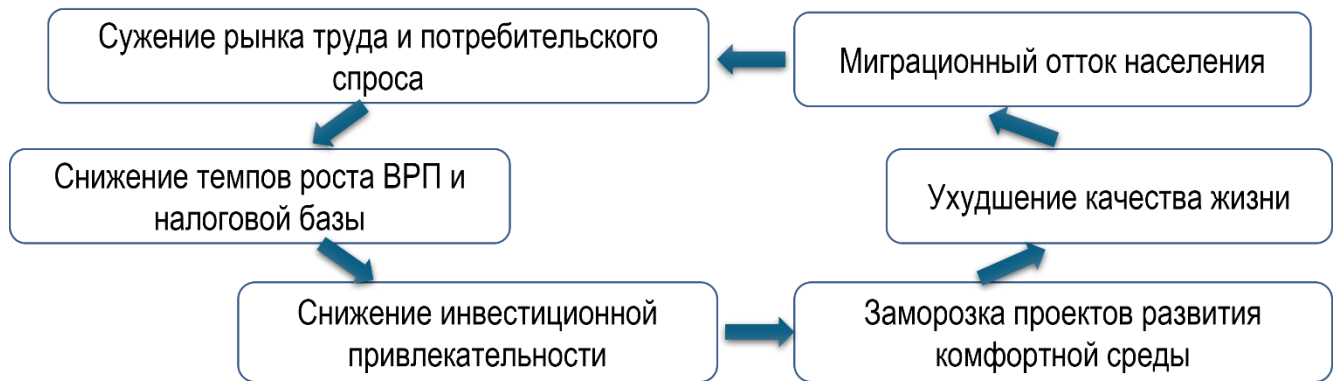 Сужение рынка труда и потребительского
спроса
Миграционный отток населения
Снижение темпов роста ВРП и
налоговой базы
Ухудшение качества жизни
Снижение инвестиционной
привлекательности
Заморозка проектов развития
комфортной среды